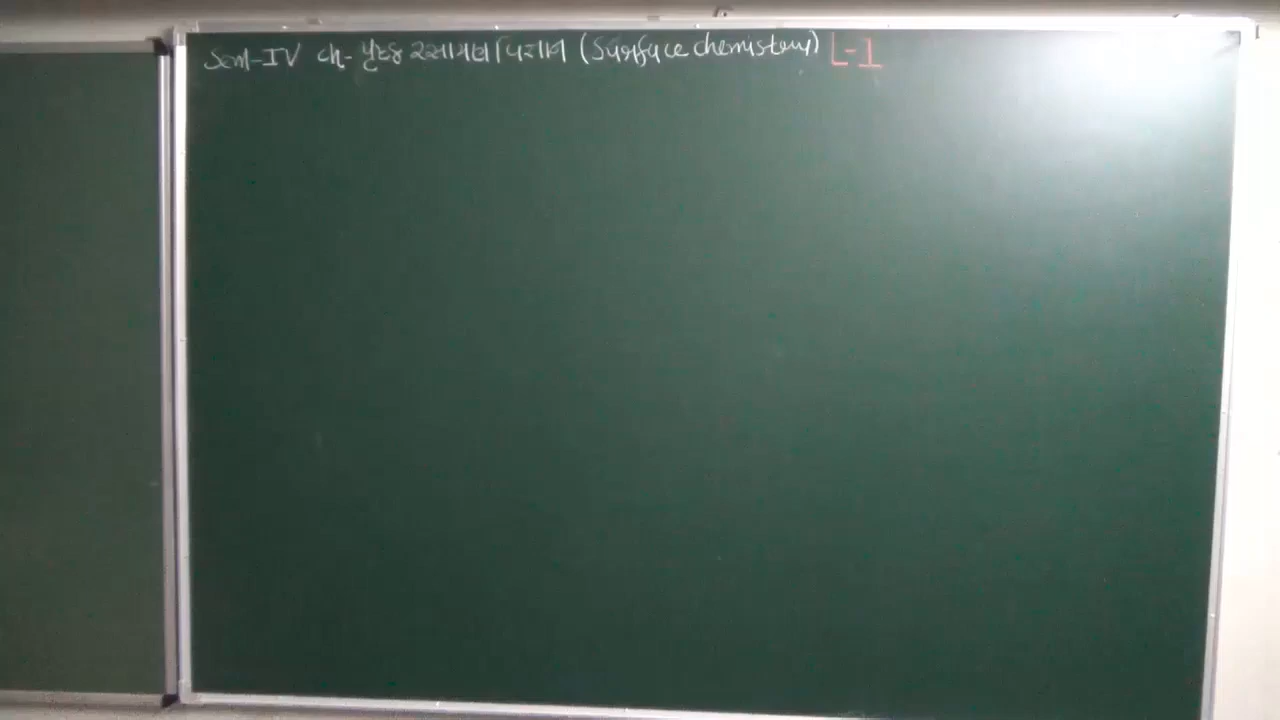 Sem-IV ch- પૃષ્ઠ રસાયણવિજ્ઞાન (Surface chemistry) L-1